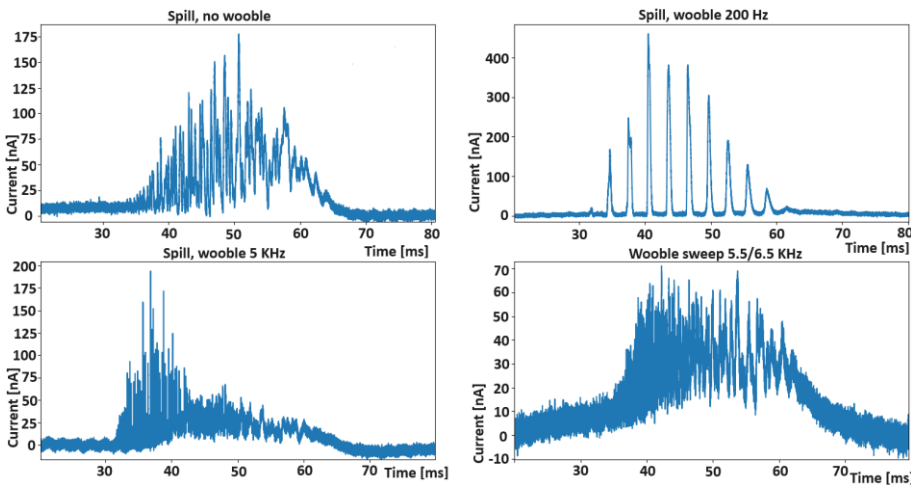 Spill, no wooble
175
150
125
100
75
50
25
0
Current [nA]
30 40 50 60 70 80
Time [ms]
Spill, wooble 200 Hz
400
300
200
100
0
Current [nA]
30 40 50 60 70 80
Time [ms]
Spill, wooble 5 KHz
200
175
150
125
100
75
50
25
0
Current [nA]
30 40 50 60 70
Time [ms]
Wooble sweep 5.5/6.5 KHz
70
60
50
40
30
20
10
0
-10
Current [nA]
30 40 50 60 70
Time [ms]